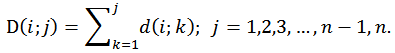 D(i;j) = ∑_{k=1}^{j} d(i;k); j = 1,2,3, …, n − 1, n.